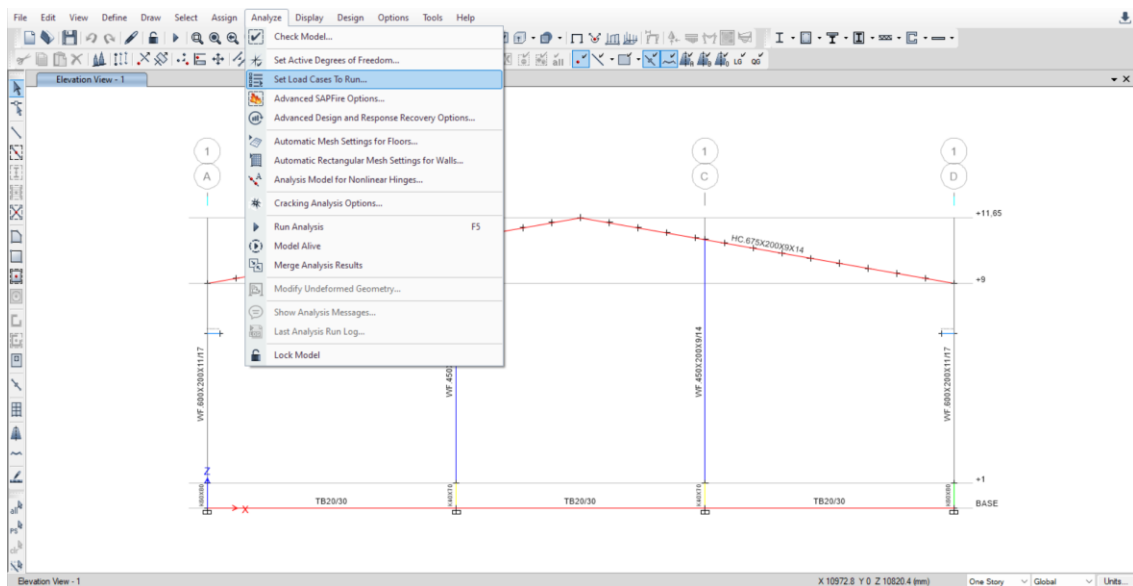 File Edit View Define Draw Select Assign Analyze Display Design Options Tools Help
Check Model...
Set Active Degrees of Freedom...
all
LG
Elevation View - 1
Set Load Cases To Run...
Advanced SAPFire Options...
Advanced Design and Response Recovery Options...
Automatic Mesh Settings for Floors...
Automatic Rectangular Mesh Settings for Walls...
Analysis Model for Nonlinear Hinges...
Cracking Analysis Options...
Run Analysis F5
Model Alive
Merge Analysis Results
Modify Undeformed Geometry...
Show Analysis Messages...
Last Analysis Run Log...
Lock Model
1 1 1
A C D
+11,65
HC.675X200X9X14
+9
WF.600X200X11/17
WF.450
WF.450X200X9/14
WF.600X200X11/17
Z
+1
TB20/30 TB20/30 TB20/30
BASE
X
Elevation View - 1
X 10972.8 Y 0 Z 10820.4 (mm)
One Story Global Units...